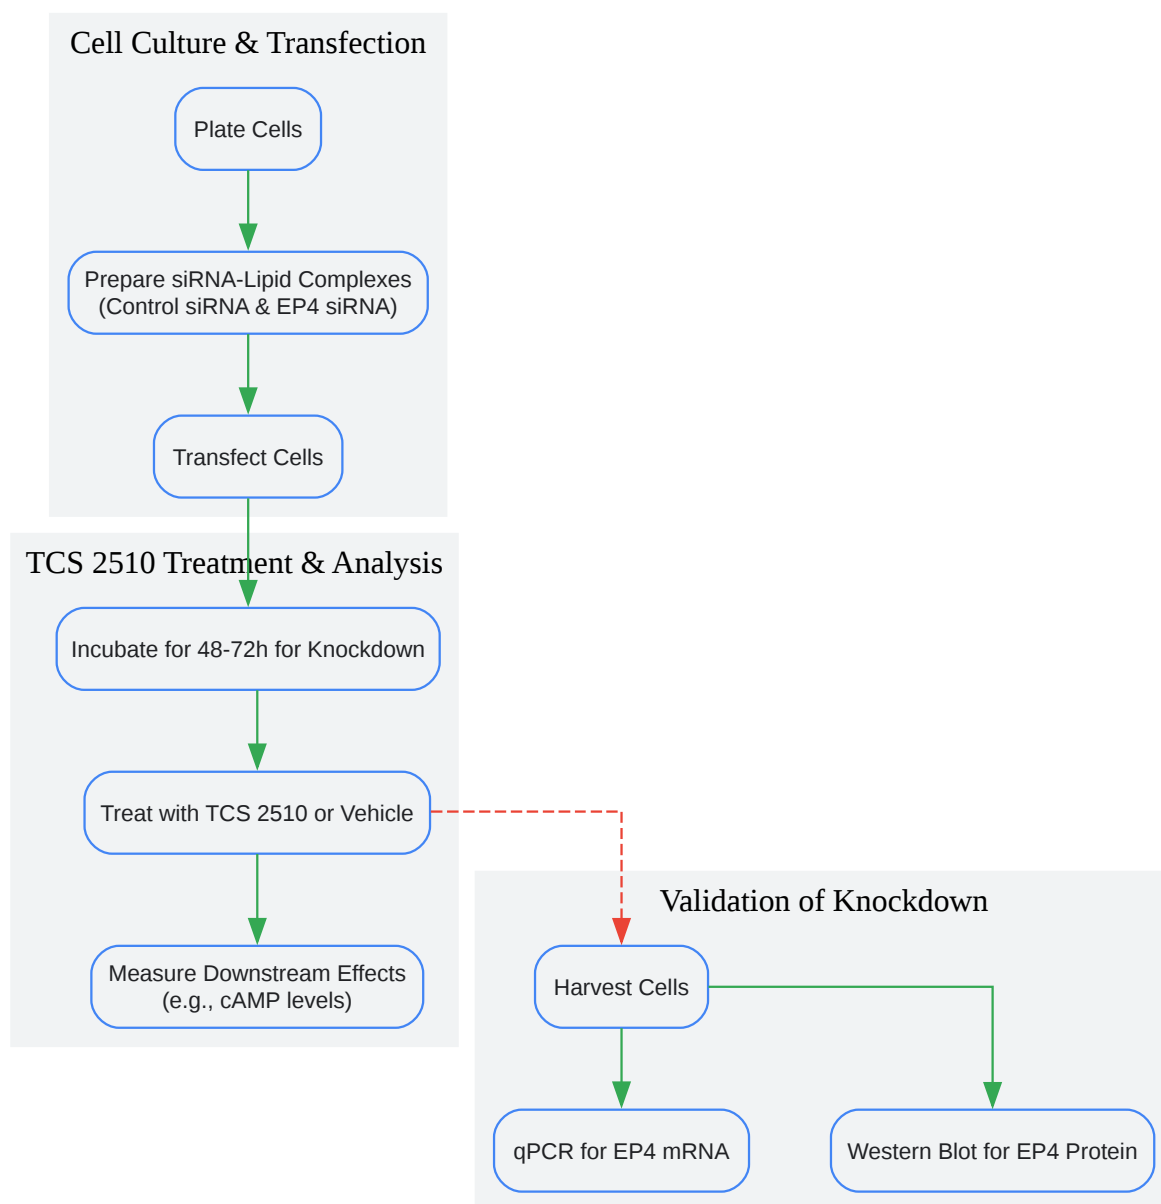 Cell Culture & Transfection
Plate Cells
Prepare siRNA-Lipid Complexes
(Control siRNA & EP4 siRNA)
Transfect Cells
TCS 2510 Treatment & Analysis
Incubate for 48-72h for Knockdown
Treat with TCS 2510 or Vehicle
Measure Downstream Effects
(e.g., cAMP levels)
Validation of Knockdown
Harvest Cells
qPCR for EP4 mRNA
Western Blot for EP4 Protein